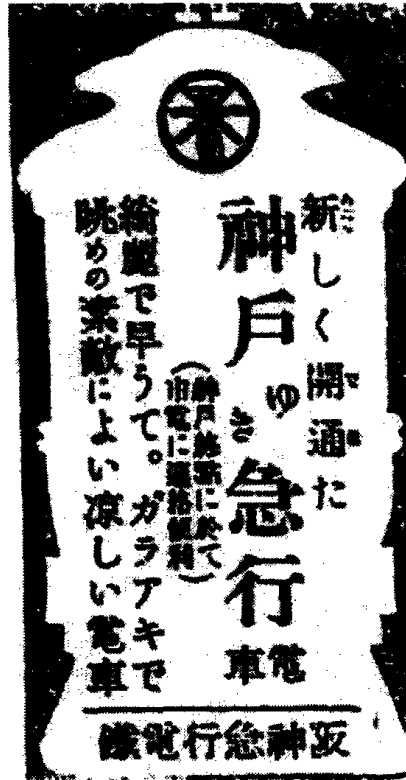 新しく開通た
神戸ゆき急行電車
(神戸終点に於て
市電に連絡便利)
綺麗で早うて。ガラアキで
眺めの素敵によい涼しい電車
阪神急行電鐵